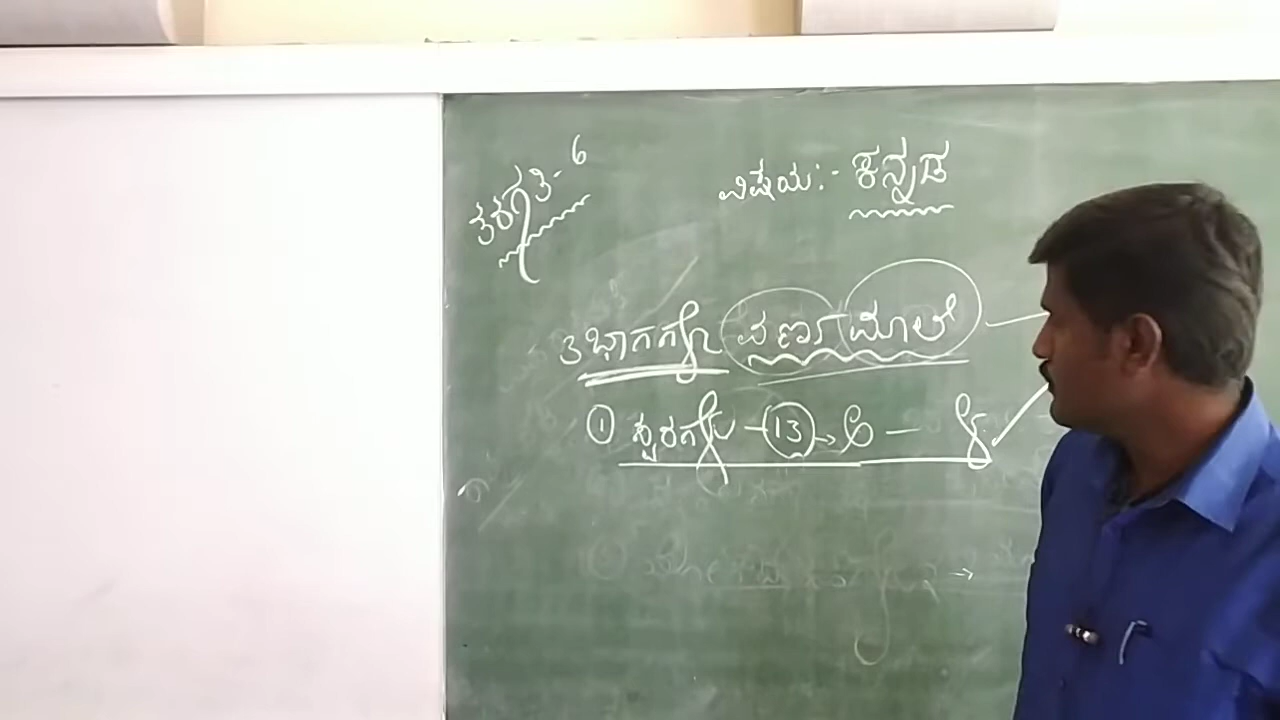 ತರಗತಿ- 6
ವಿಷಯ:- ಕನ್ನಡ
3 ಭಾಗಗಳು ವರ್ಣಮಾಲೆ
① ಸ್ವರಗಳು - 13 → ಅ - ಔ